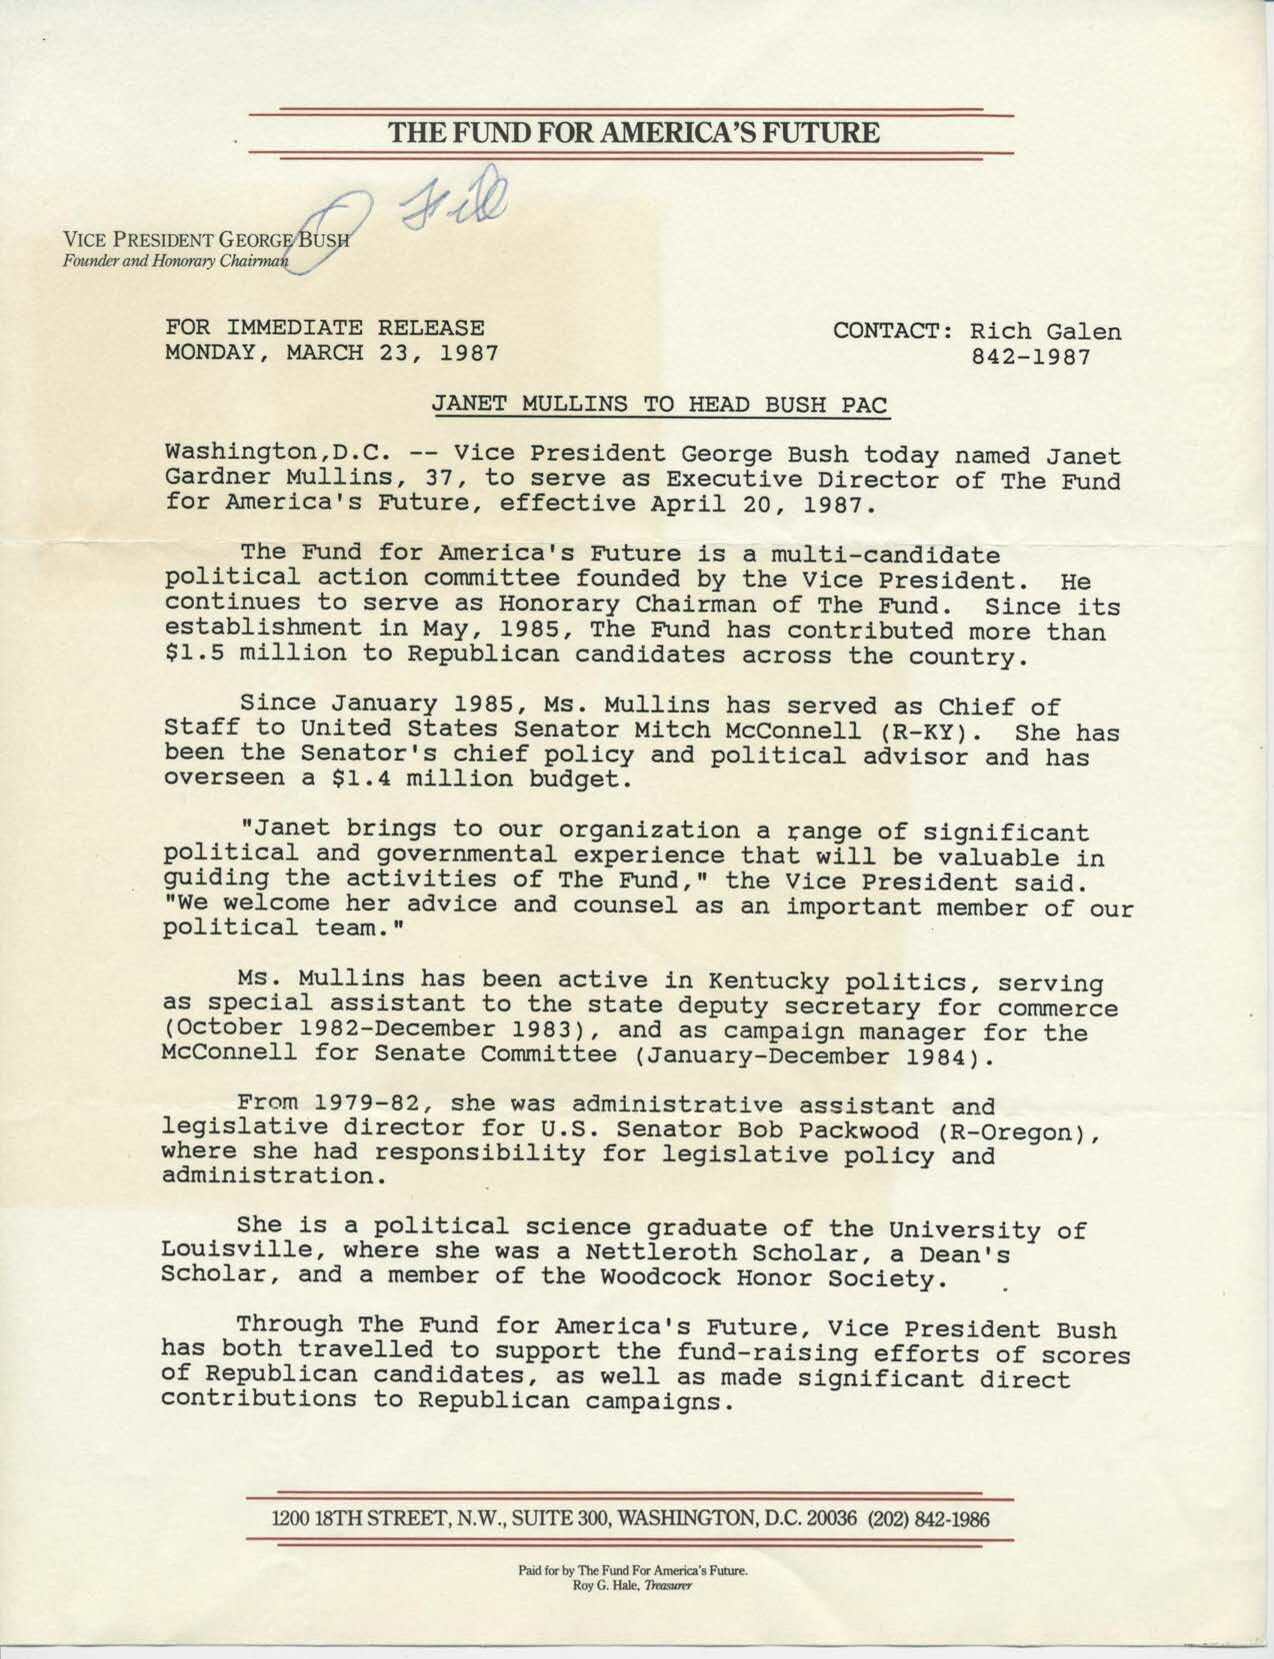 THE FUND FOR AMERICA'S FUTURE
File
VICE PRESIDENT GEORGE BUSH
Founder and Honorary Chairman
FOR IMMEDIATE RELEASE
MONDAY, MARCH 23, 1987
CONTACT: Rich Galen
842-1987
JANET MULLINS TO HEAD BUSH PAC
Washington,D.C. -- Vice President George Bush today named Janet
Gardner Mullins, 37, to serve as Executive Director of The Fund
for America's Future, effective April 20, 1987.
The Fund for America's Future is a multi-candidate
political action committee founded by the Vice President. He
continues to serve as Honorary Chairman of The Fund. Since its
establishment in May, 1985, The Fund has contributed more than
$1.5 million to Republican candidates across the country.
Since January 1985, Ms. Mullins has served as Chief of
Staff to United States Senator Mitch McConnell (R-KY). She has
been the Senator's chief policy and political advisor and has
overseen a $1.4 million budget.
"Janet brings to our organization a range of significant
political and governmental experience that will be valuable in
guiding the activities of The Fund," the Vice President said.
"We welcome her advice and counsel as an important member of our
political team."
Ms. Mullins has been active in Kentucky politics, serving
as special assistant to the state deputy secretary for commerce
(October 1982-December 1983), and as campaign manager for the
McConnell for Senate Committee (January-December 1984).
From 1979-82, she was administrative assistant and
legislative director for U.S. Senator Bob Packwood (R-Oregon),
where she had responsibility for legislative policy and
administration.
She is a political science graduate of the University of
Louisville, where she was a Nettleroth Scholar, a Dean's
Scholar, and a member of the Woodcock Honor Society.
Through The Fund for America's Future, Vice President Bush
has both travelled to support the fund-raising efforts of scores
of Republican candidates, as well as made significant direct
contributions to Republican campaigns.
1200 18TH STREET, N.W., SUITE 300, WASHINGTON, D.C. 20036 (202) 842-1986
Paid for by The Fund For America's Future.
Roy G. Hale, Treasurer